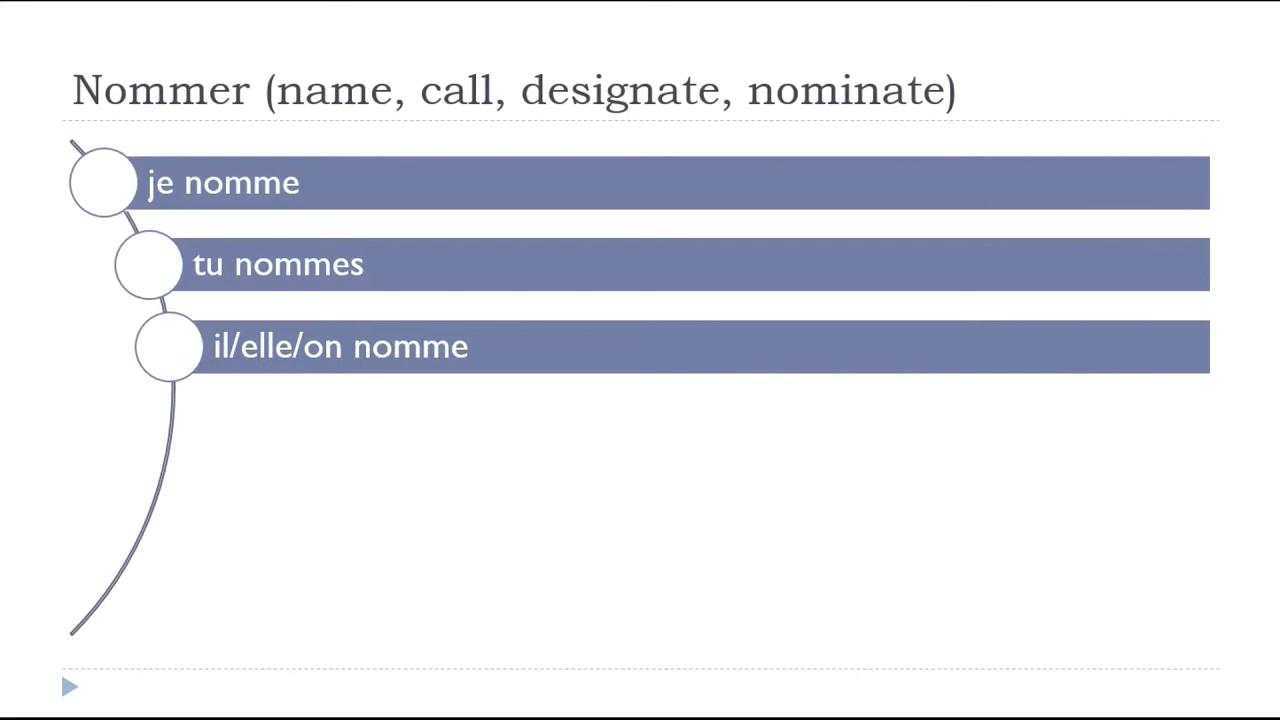 Nommer (name, call, designate, nominate)
je nomme
tu nommes
il/elle/on nomme